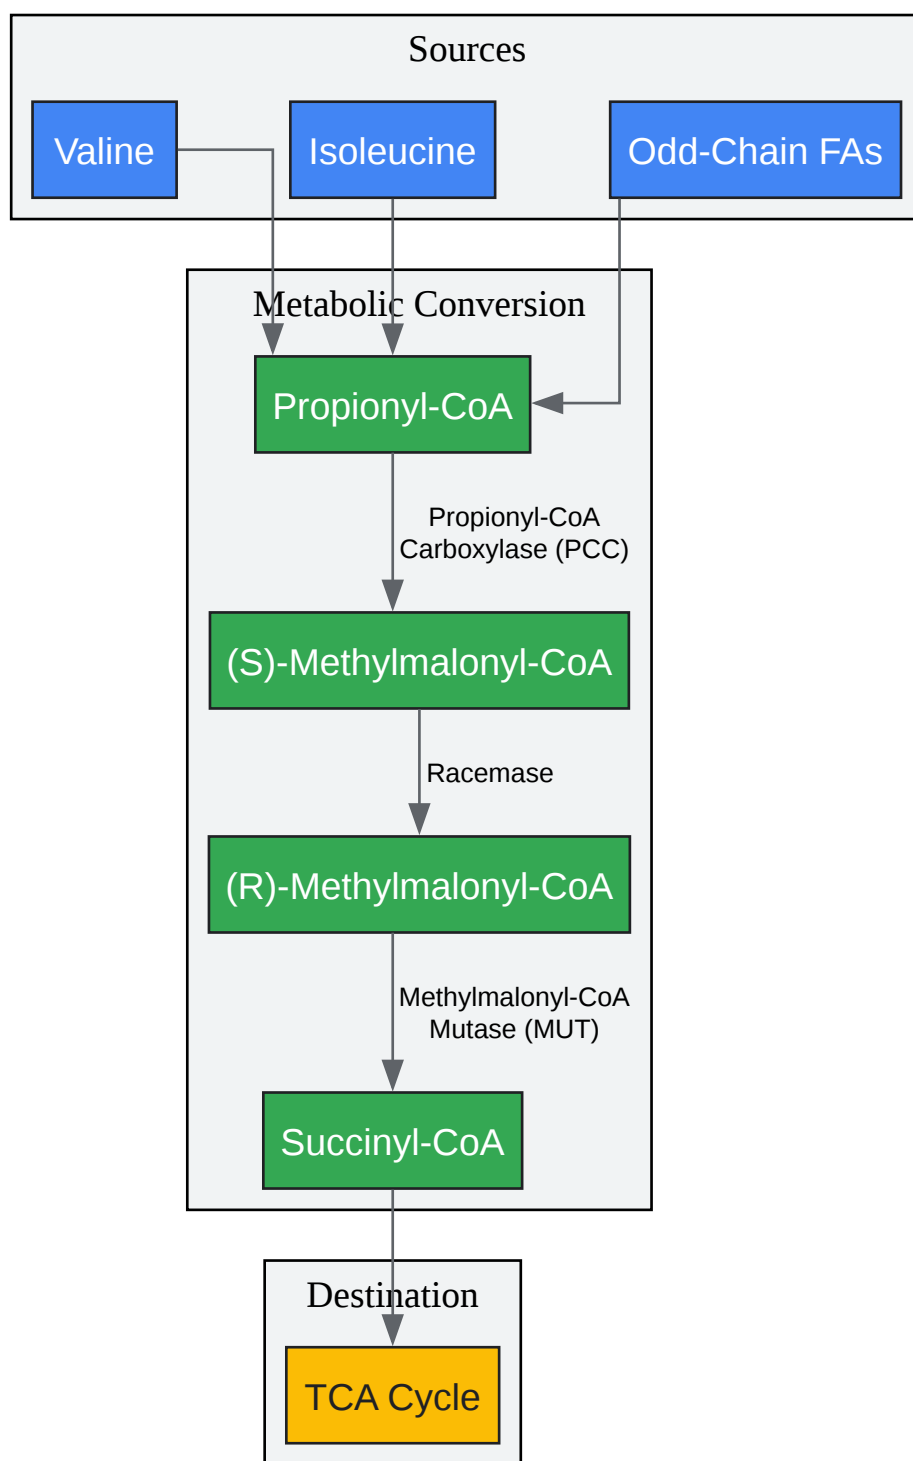 Sources
Valine
Isoleucine
Odd-Chain FAs
Metabolic Conversion
Propionyl-CoA
Propionyl-CoA
Carboxylase (PCC)
(S)-Methylmalonyl-CoA
Racemase
(R)-Methylmalonyl-CoA
Methylmalonyl-CoA
Mutase (MUT)
Succinyl-CoA
Destination
TCA Cycle